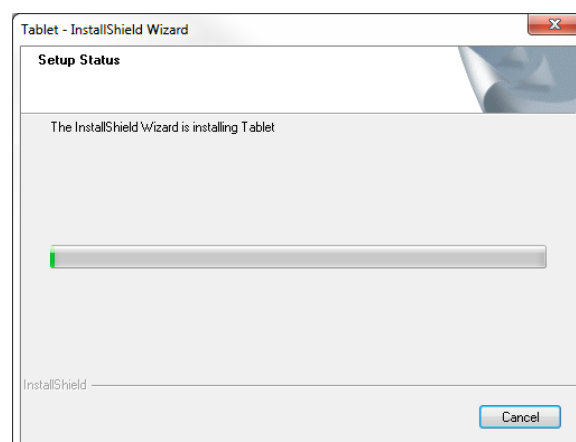 Tablet - InstallShield Wizard
Setup Status
The InstallShield Wizard is installing Tablet
InstallShield
Cancel